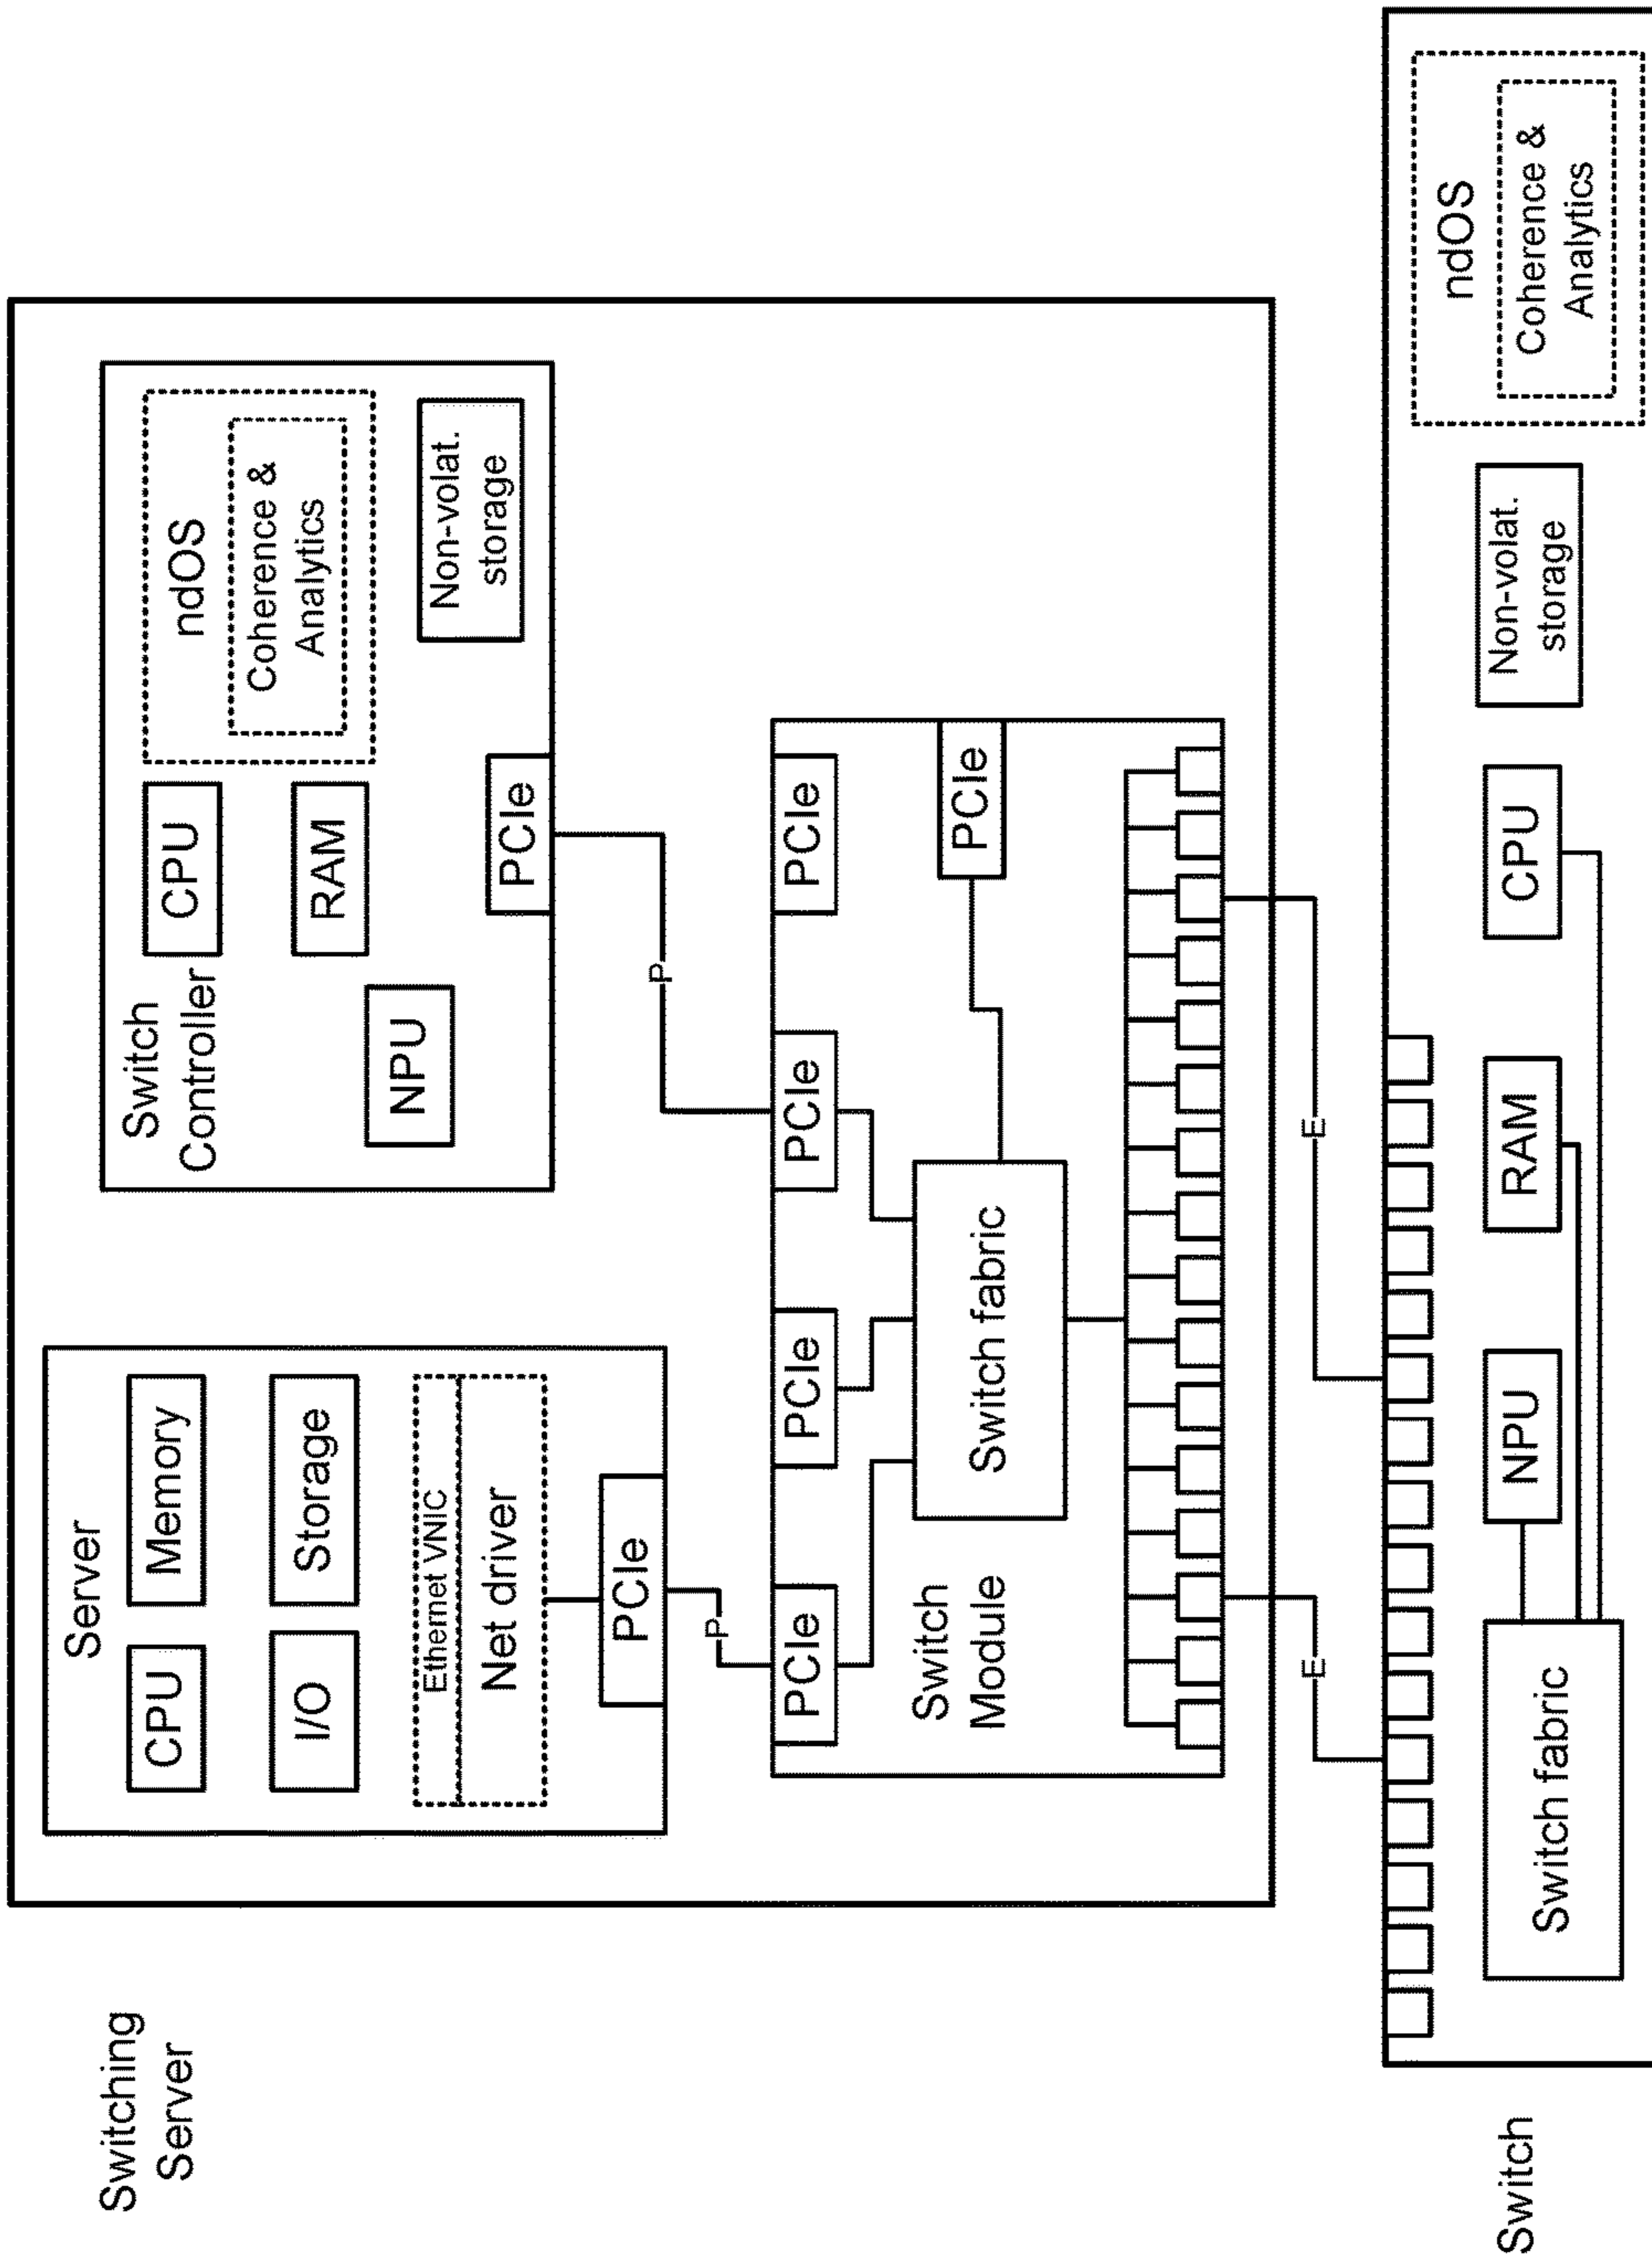 Switching
Server
Server
CPU
Memory
I/O
Storage
Ethernet VNIC
Net driver
PCIe
Switch
Controller
CPU
ndOS
Coherence &
Analytics
RAM
NPU
Non-volat.
storage
PCIe
P
P
PCIe
PCIe
PCIe
PCIe
Switch
Module
Switch fabric
PCIe
E
E
Switch
Switch fabric
NPU
RAM
CPU
Non-volat.
storage
ndOS
Coherence &
Analytics